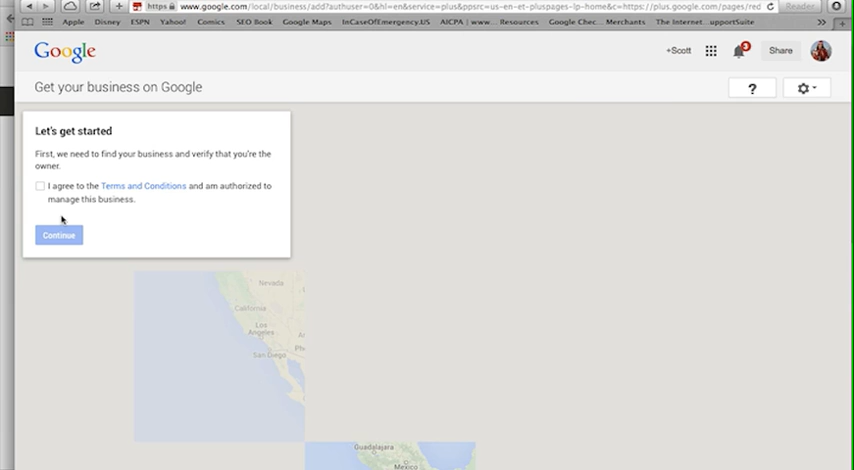 https www.google.com/local/business/add?authuser=0&hl=en&service=plus&ppsrc=us-en-et-pluspages-lp-home&c=https://plus.google.com/pages/red Reader
Apple Disney ESPN Yahoo! Comics SEO Book Google Maps InCaseOfEmergency.US AICPA | www.... Resources Google Chec... Merchants The Internet...upportSuite »
Google +Scott 3 Share
Get your business on Google ?
Let's get started
First, we need to find your business and verify that you're the
owner.
I agree to the Terms and Conditions and am authorized to
manage this business.
Continue
Nevada
California
Los
Angeles
San Diego
Guadalajara
Mexico